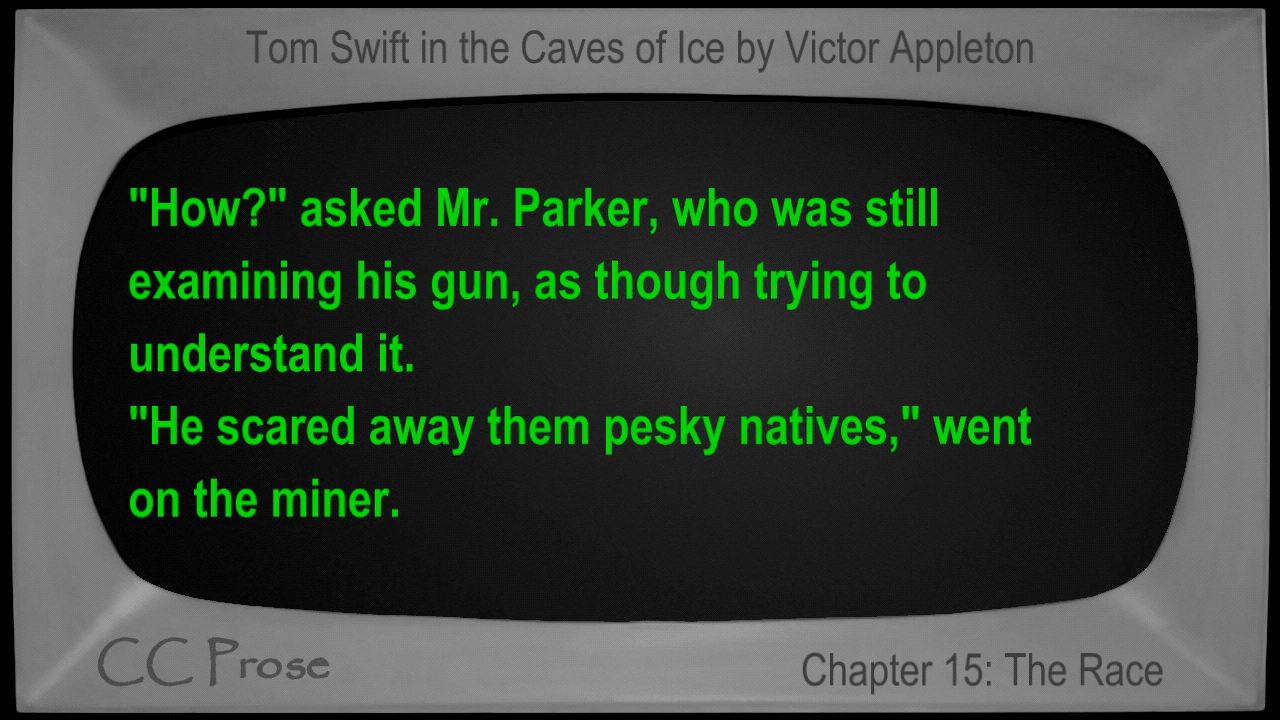 Tom Swift in the Caves of Ice by Victor Appleton
"How?" asked Mr. Parker, who was still
examining his gun, as though trying to
understand it.
"He scared away them pesky natives," went
on the miner.
CC Prose
Chapter 15: The Race